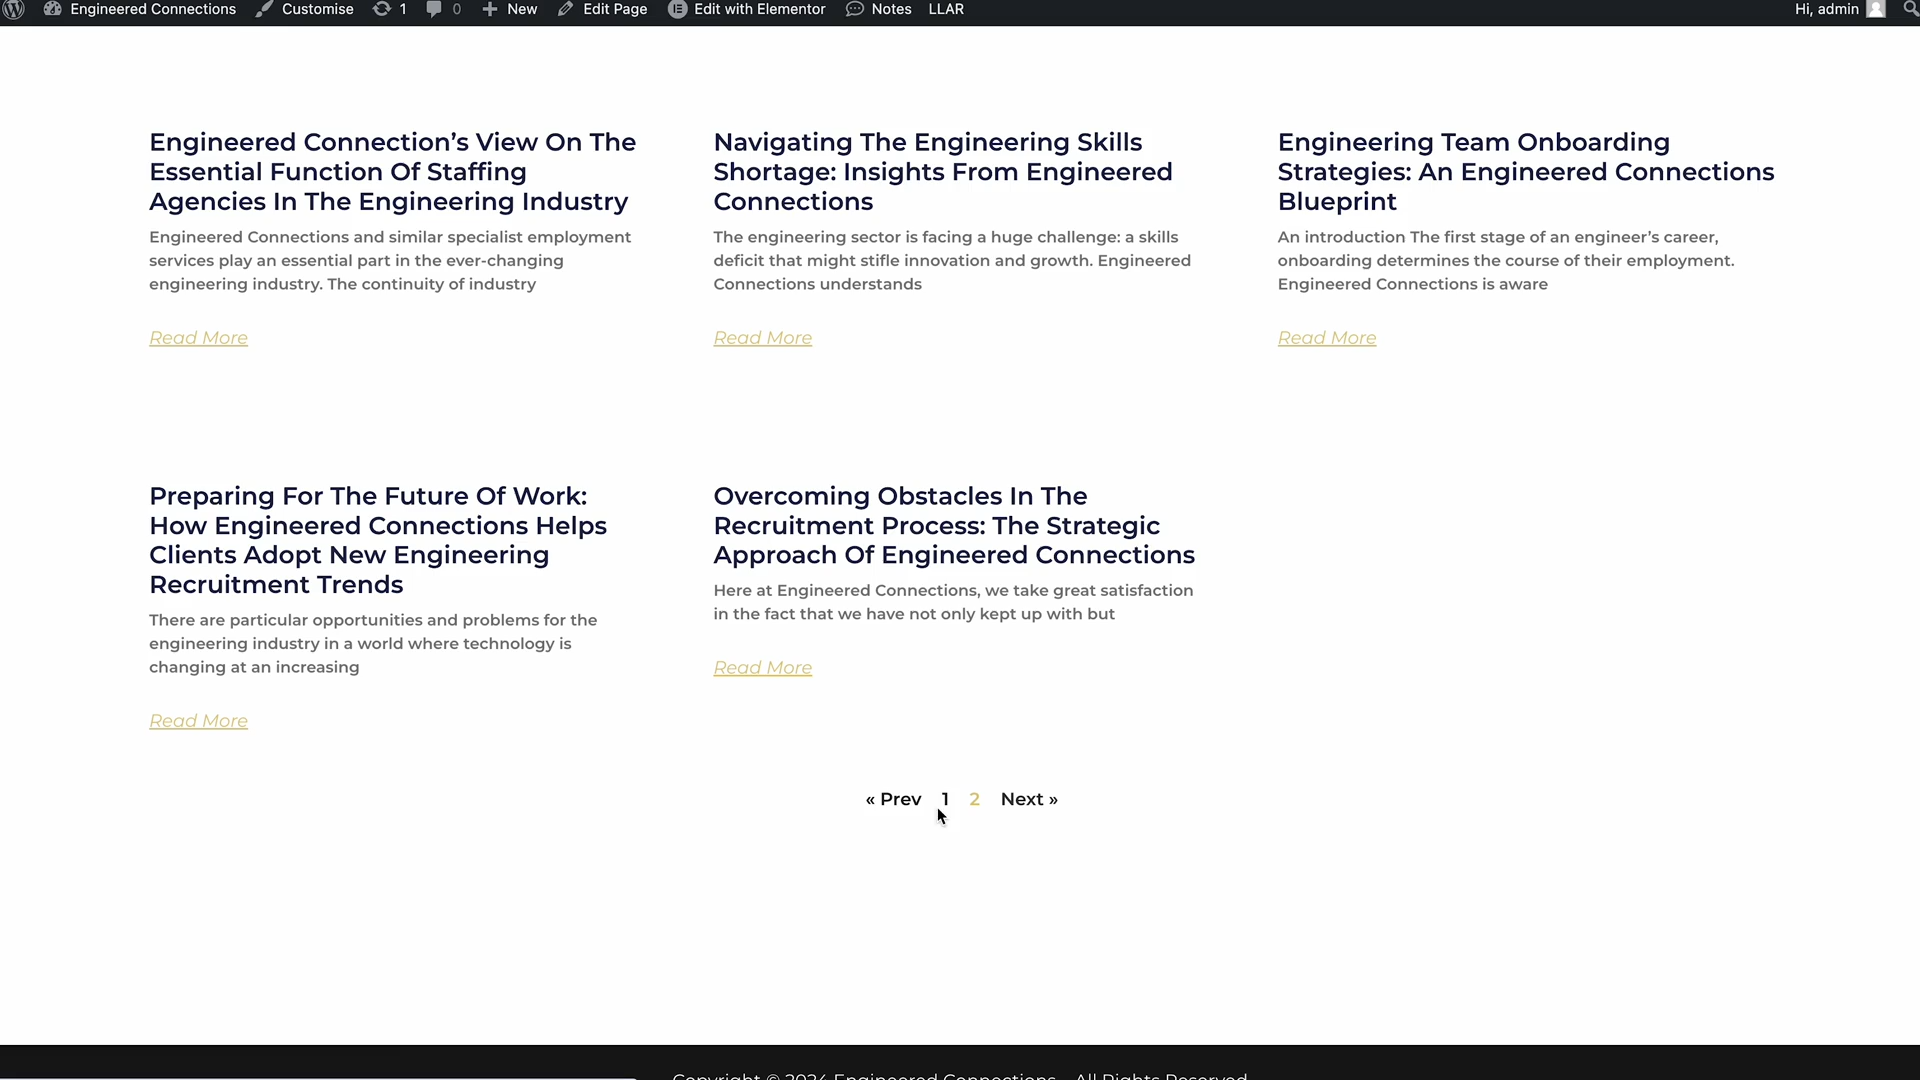 Engineered Connections Customise 1 0 New Edit Page Edit with Elementor Notes LLAR Hi, admin
Engineered Connection’s View On The
Essential Function Of Staffing
Agencies In The Engineering Industry
Engineered Connections and similar specialist employment
services play an essential part in the ever-changing
engineering industry. The continuity of industry
Read More
Navigating The Engineering Skills
Shortage: Insights From Engineered
Connections
The engineering sector is facing a huge challenge: a skills
deficit that might stifle innovation and growth. Engineered
Connections understands
Read More
Engineering Team Onboarding
Strategies: An Engineered Connections
Blueprint
An introduction The first stage of an engineer’s career,
onboarding determines the course of their employment.
Engineered Connections is aware
Read More
Preparing For The Future Of Work:
How Engineered Connections Helps
Clients Adopt New Engineering
Recruitment Trends
There are particular opportunities and problems for the
engineering industry in a world where technology is
changing at an increasing
Read More
Overcoming Obstacles In The
Recruitment Process: The Strategic
Approach Of Engineered Connections
Here at Engineered Connections, we take great satisfaction
in the fact that we have not only kept up with but
Read More
« Prev 1 2 Next »
Copyright © 2024 Engineered Connections – All Rights Reserved